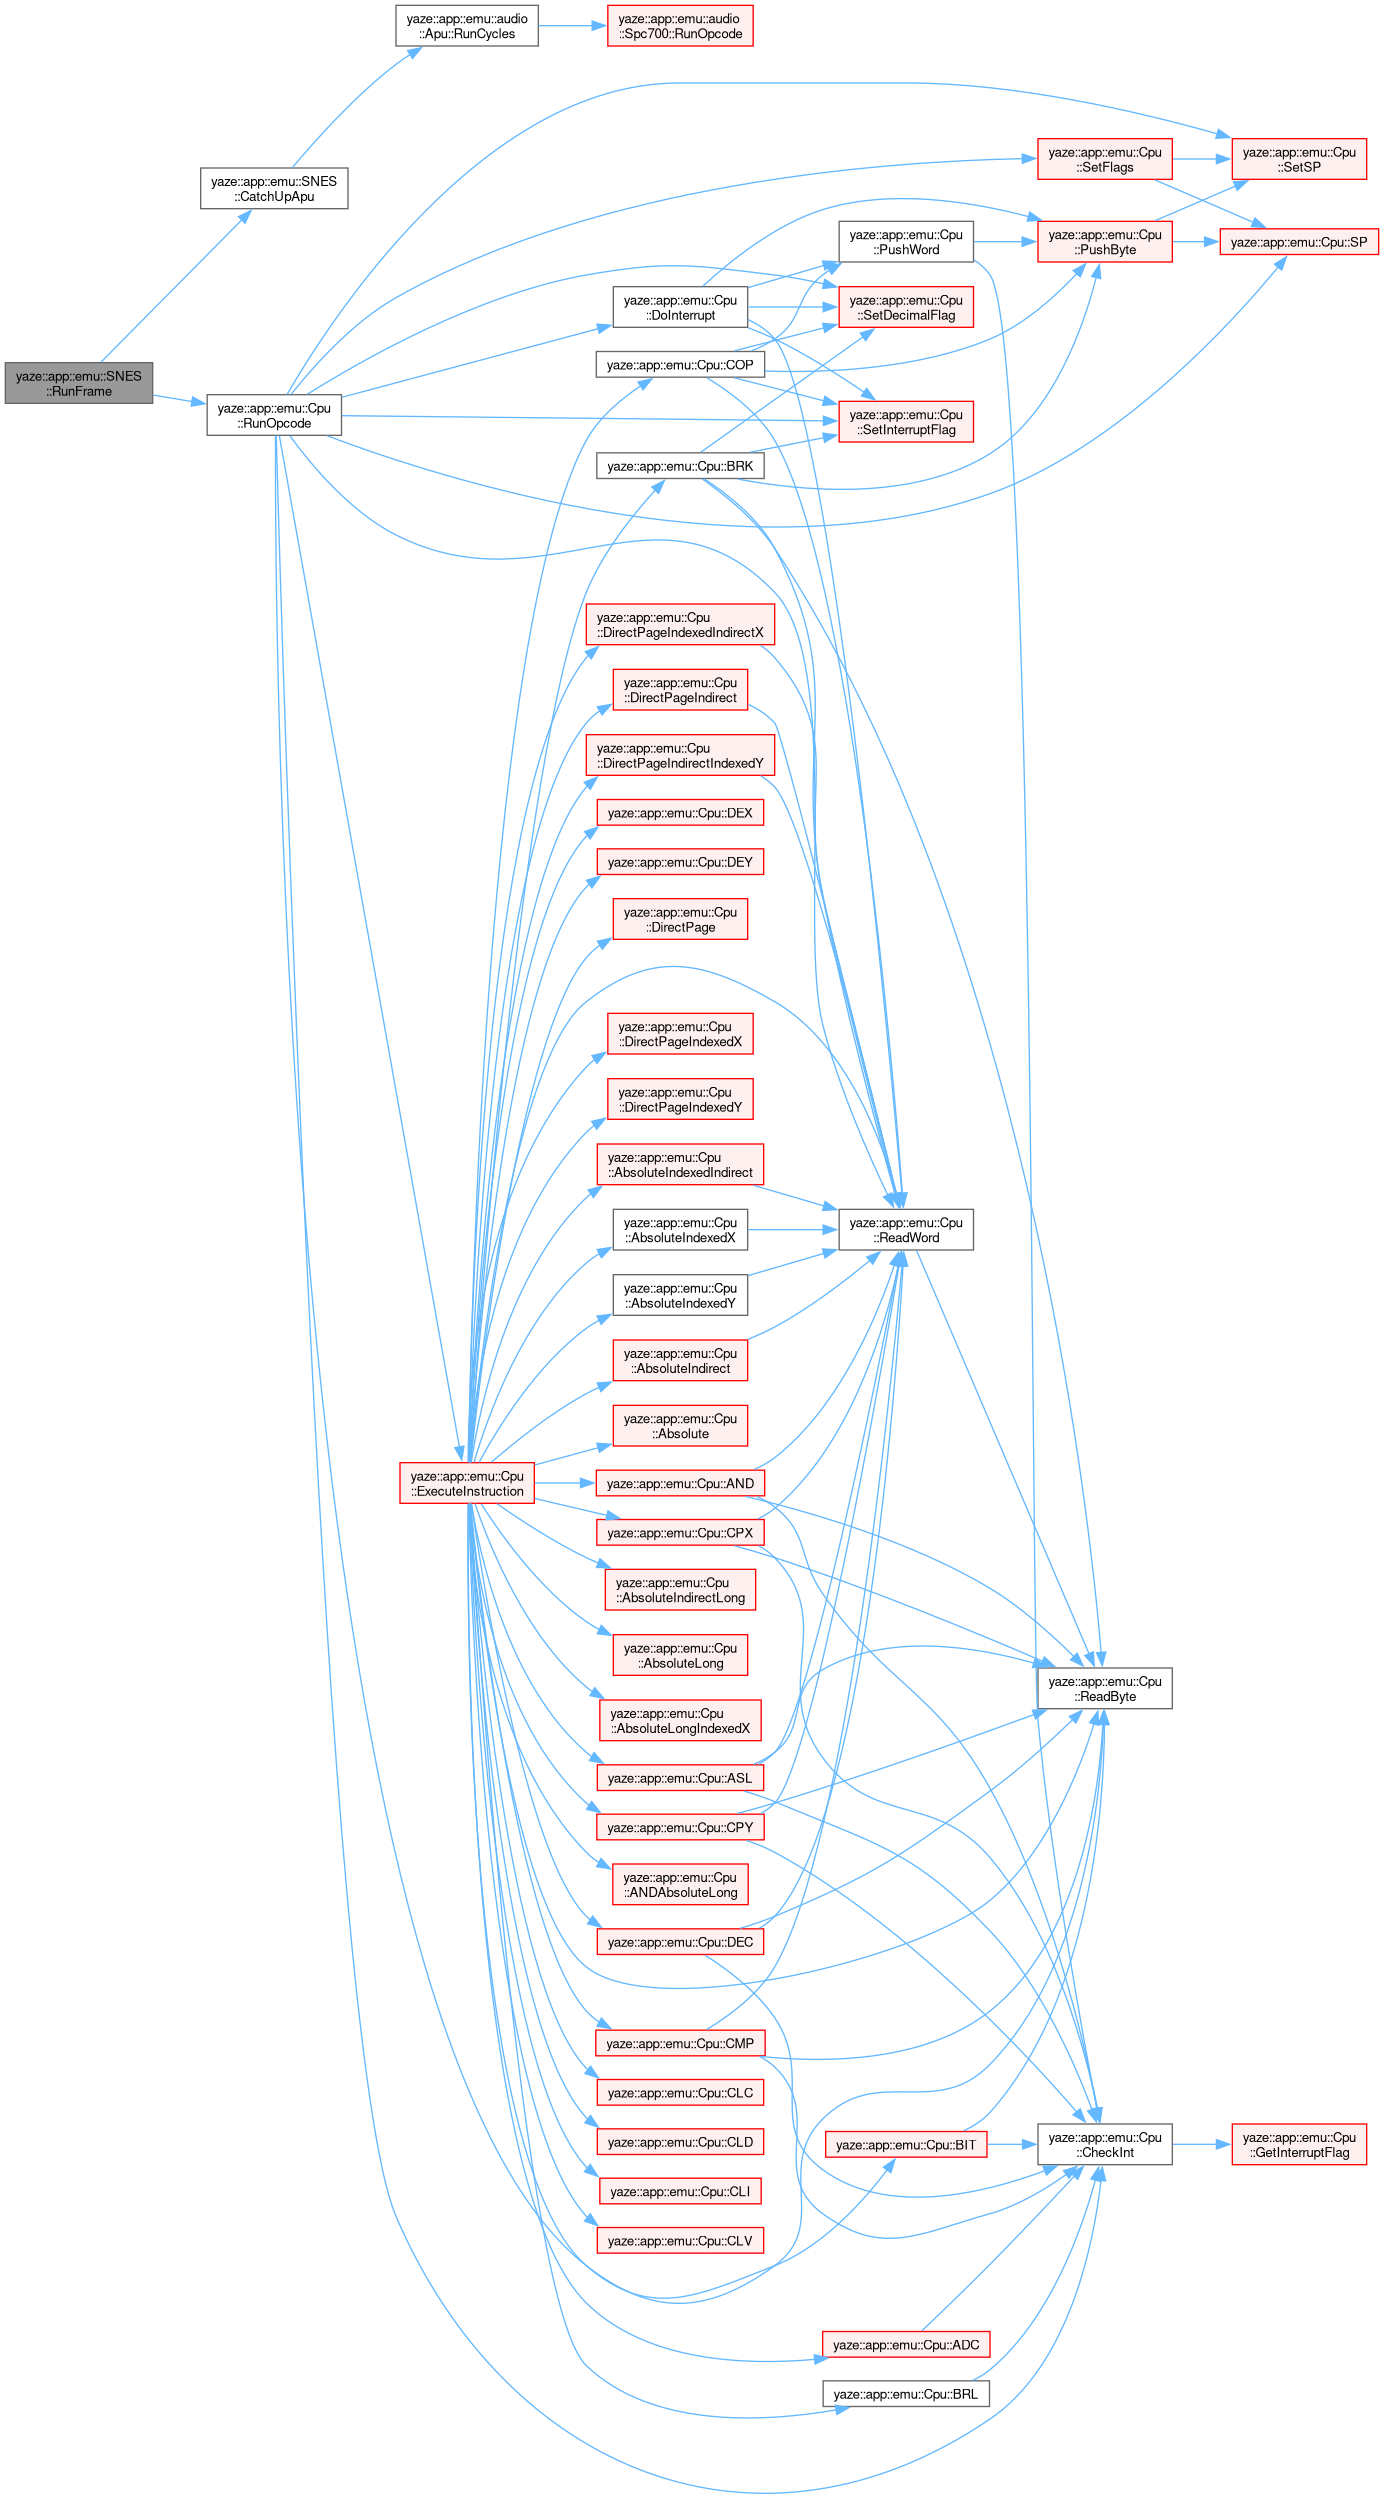 yaze::app::emu::audio
::Apu::RunCycles
yaze::app::emu::audio
::Spc700::RunOpcode
yaze::app::emu::Cpu
::SetFlags
yaze::app::emu::Cpu
::SetSP
yaze::app::emu::SNES
::CatchUpApu
yaze::app::emu::Cpu
::PushWord
yaze::app::emu::Cpu
::PushByte
yaze::app::emu::Cpu::SP
yaze::app::emu::Cpu
::DoInterrupt
yaze::app::emu::Cpu
::SetDecimalFlag
yaze::app::emu::SNES
::RunFrame
yaze::app::emu::Cpu::COP
yaze::app::emu::Cpu
::RunOpcode
yaze::app::emu::Cpu
::SetInterruptFlag
yaze::app::emu::Cpu::BRK
yaze::app::emu::Cpu
::DirectPageIndexedIndirectX
yaze::app::emu::Cpu
::DirectPageIndirect
yaze::app::emu::Cpu
::DirectPageIndirectIndexedY
yaze::app::emu::Cpu::DEX
yaze::app::emu::Cpu::DEY
yaze::app::emu::Cpu
::DirectPage
yaze::app::emu::Cpu
::DirectPageIndexedX
yaze::app::emu::Cpu
::DirectPageIndexedY
yaze::app::emu::Cpu
::AbsoluteIndexedIndirect
yaze::app::emu::Cpu
::AbsoluteIndexedX
yaze::app::emu::Cpu
::ReadWord
yaze::app::emu::Cpu
::AbsoluteIndexedY
yaze::app::emu::Cpu
::AbsoluteIndirect
yaze::app::emu::Cpu
::Absolute
yaze::app::emu::Cpu
::ExecuteInstruction
yaze::app::emu::Cpu::AND
yaze::app::emu::Cpu::CPX
yaze::app::emu::Cpu
::AbsoluteIndirectLong
yaze::app::emu::Cpu
::AbsoluteLong
yaze::app::emu::Cpu
::ReadByte
yaze::app::emu::Cpu
::AbsoluteLongIndexedX
yaze::app::emu::Cpu::ASL
yaze::app::emu::Cpu::CPY
yaze::app::emu::Cpu
::ANDAbsoluteLong
yaze::app::emu::Cpu::DEC
yaze::app::emu::Cpu::CMP
yaze::app::emu::Cpu::CLC
yaze::app::emu::Cpu::CLD
yaze::app::emu::Cpu::BIT
yaze::app::emu::Cpu
::CheckInt
yaze::app::emu::Cpu
::GetInterruptFlag
yaze::app::emu::Cpu::CLI
yaze::app::emu::Cpu::CLV
yaze::app::emu::Cpu::ADC
yaze::app::emu::Cpu::BRL